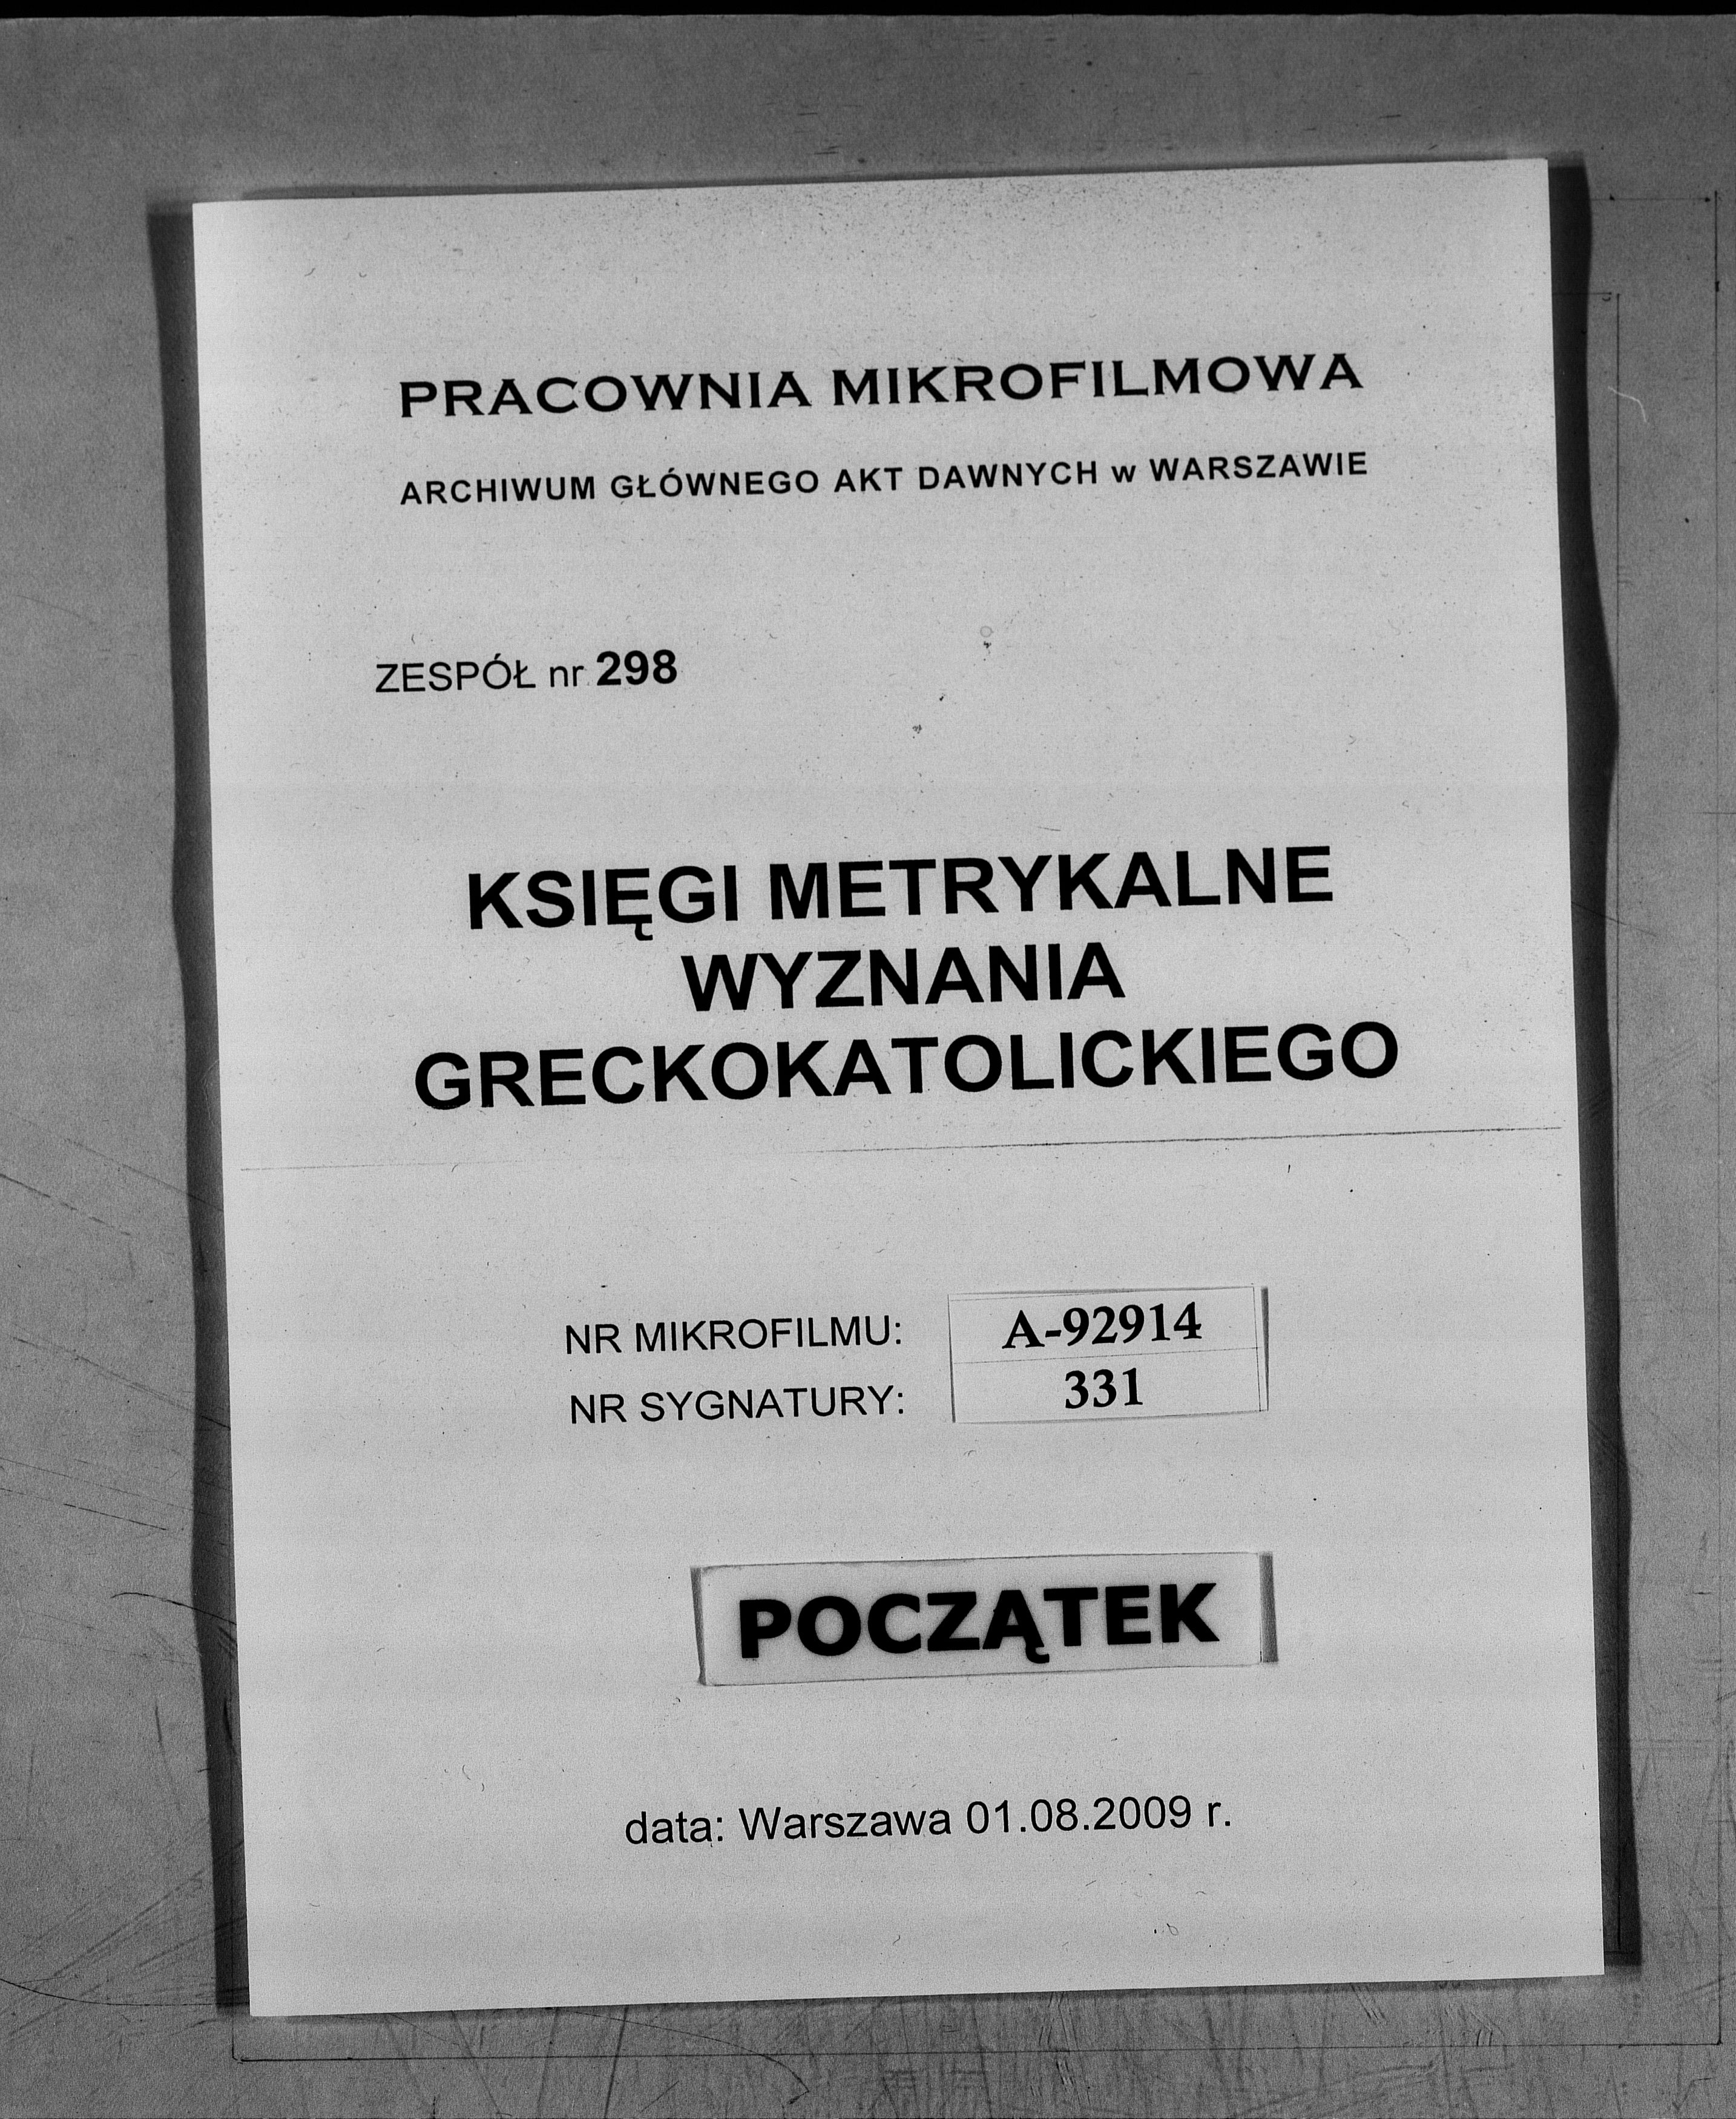 PRACOWNIA MIKROFILMOWA
ARCHIWUM GŁÓWNEGO AKT DAWNYCH w WARSZAWIE
ZESPÓŁ nr 298
KSIĘGI METRYKALNE
WYZNANIA
GRECKOKATOLICKIEGO
NR MIKROFILMU: A-92914
NR SYGNATURY: 331
POCZĄTEK
data: Warszawa 01.08.2009 r.